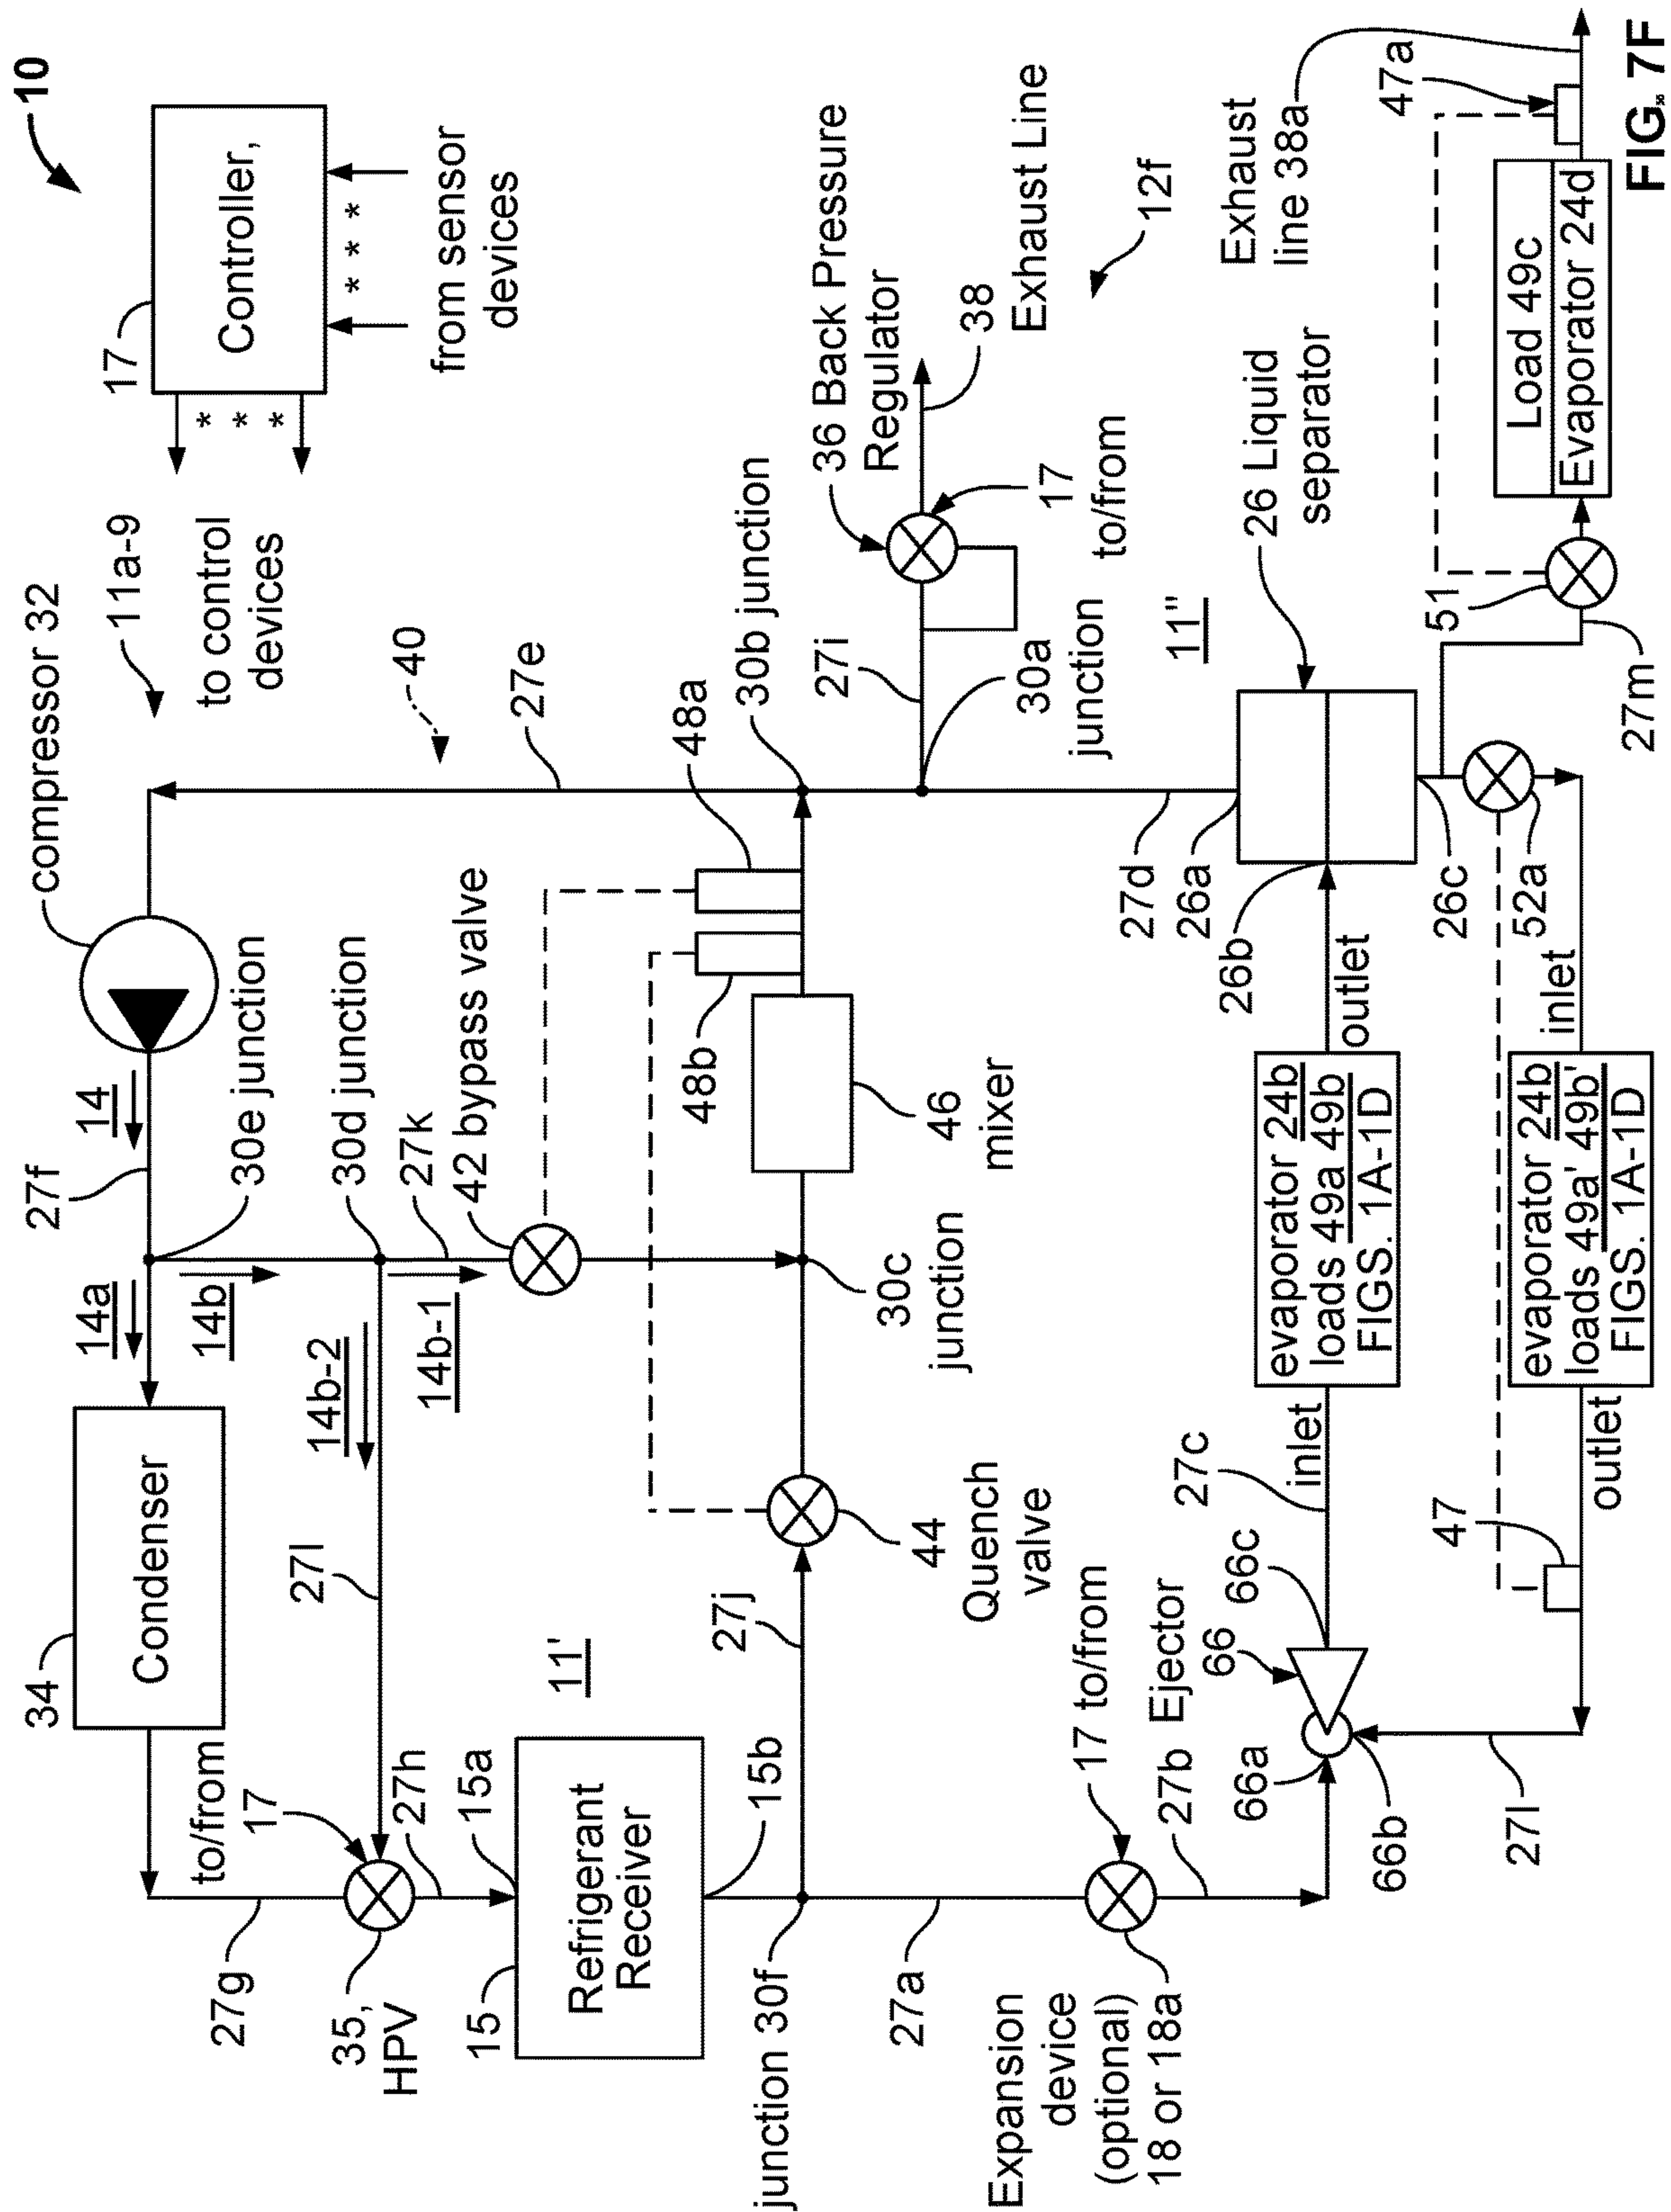 10
17
Controller,
* * *
* * *
from sensor
devices
11a-9
to control
devices
compressor 32
40
27e
48a
30b junction
36 Back Pressure
Regulator
38
Exhaust Line
17
to/from
27i
30a
junction
12f
11"
14
27f
30e junction
30d junction
27k
42 bypass valve
14a
14b
14b-1
14b-2
34
Condenser
27l
48b
46
mixer
30c
junction
44
Quench
valve
27j
to/from
17
27g
35,
HPV
27h
15a
15
Refrigerant
Receiver
15b
11'
junction 30f
27a
17 to/from
Expansion
device
(optional)
18 or 18a
27b
Ejector
66
66a
66b
66c
27c
27l
inlet
evaporator 24b
loads 49a 49b
FIGS. 1A-1D
outlet
26b
27d
26a
26 Liquid
separator
26c
52a
inlet
evaporator 24b
loads 49a' 49b'
FIGS. 1A-1D
outlet
47
27m
51
Load 49c
Evaporator 24d
47a
Exhaust
line 38a
FIG. 7F